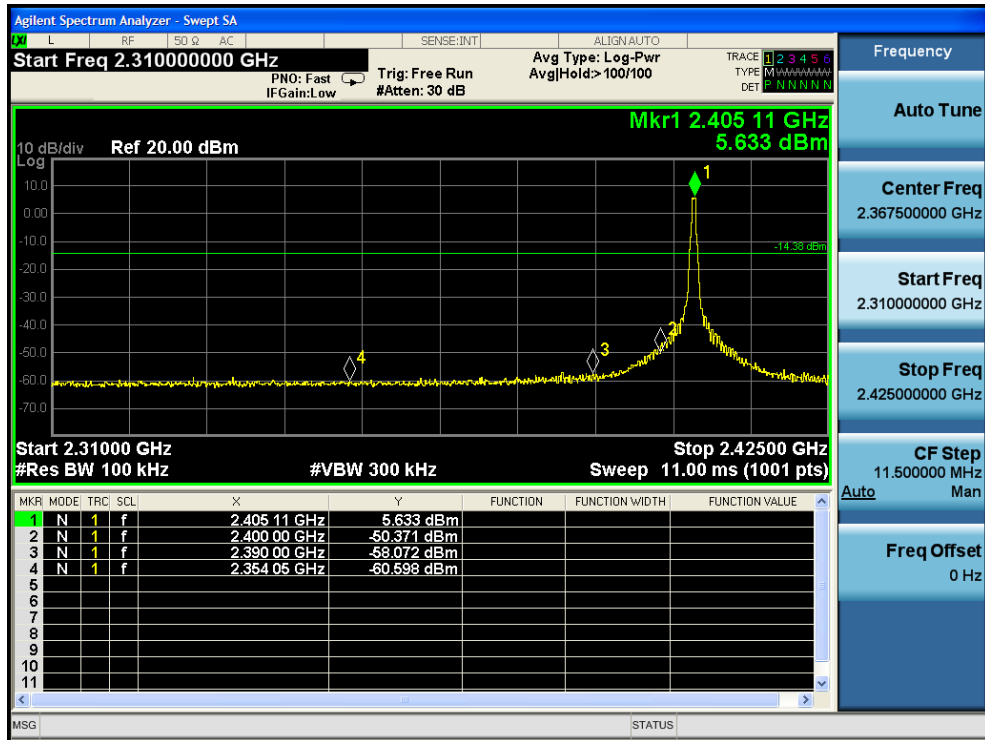 Agilent Spectrum Analyzer - Swept SA
LXI L RF 50 Ω AC SENSE:INT ALIGN AUTO
Start Freq 2.310000000 GHz
PNO: Fast
IFGain:Low
Trig: Free Run
#Atten: 30 dB
Avg Type: Log-Pwr
Avg|Hold:>100/100
TRACE 1 2 3 4 5 6
TYPE M
DET P N N N N N
Frequency
Auto Tune
Center Freq
2.367500000 GHz
Start Freq
2.310000000 GHz
Stop Freq
2.425000000 GHz
CF Step
11.500000 MHz
Auto Man
Freq Offset
0 Hz
Mkr1 2.405 11 GHz
5.633 dBm
10 dB/div Ref 20.00 dBm
Log
10.0
0.00
-10.0
-20.0
-30.0
-40.0
-50.0
-60.0
-70.0
1
-14.38 dBm
2
3
4
Start 2.31000 GHz Stop 2.42500 GHz
#Res BW 100 kHz #VBW 300 kHz Sweep 11.00 ms (1001 pts)
MKR MODE TRC SCL X Y FUNCTION FUNCTION WIDTH FUNCTION VALUE
1 N 1 f 2.405 11 GHz 5.633 dBm
2 N 1 f 2.400 00 GHz -50.371 dBm
3 N 1 f 2.390 00 GHz -58.072 dBm
4 N 1 f 2.354 05 GHz -60.598 dBm
5
6
7
8
9
10
11
MSG STATUS